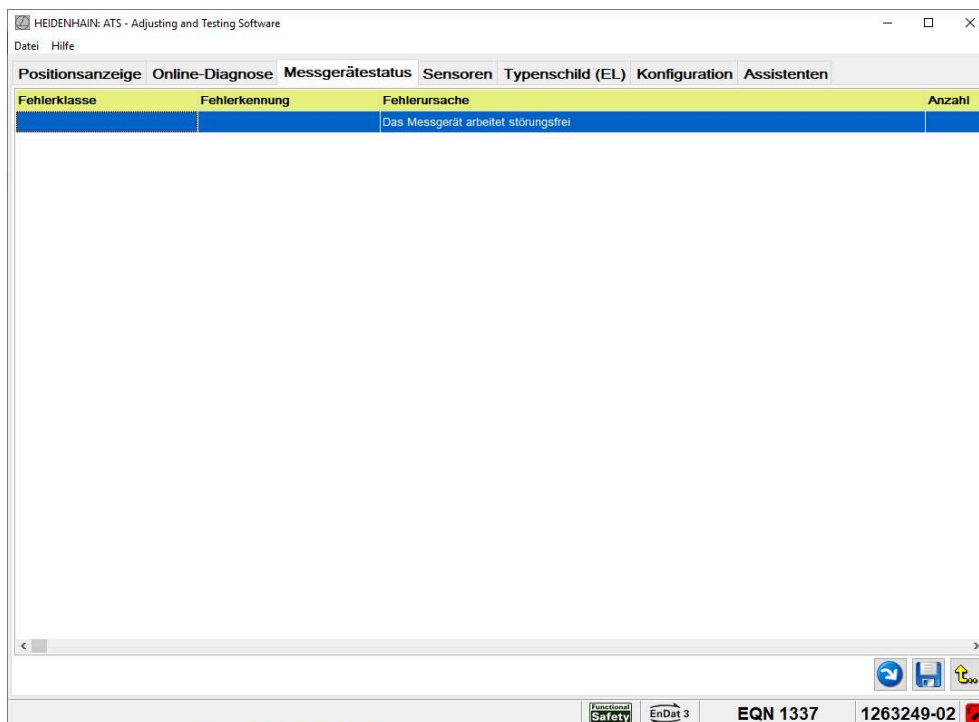 HEIDENHAIN: ATS - Adjusting and Testing Software
Datei Hilfe
Positionsanzeige Online-Diagnose Messgerätestatus Sensoren Typenschild (EL) Konfiguration Assistenten
Fehlerklasse Fehlerkennung Fehlerursache Anzahl
Das Messgerät arbeitet störungsfrei
Functional Safety EnDat 3 EQN 1337 1263249-02